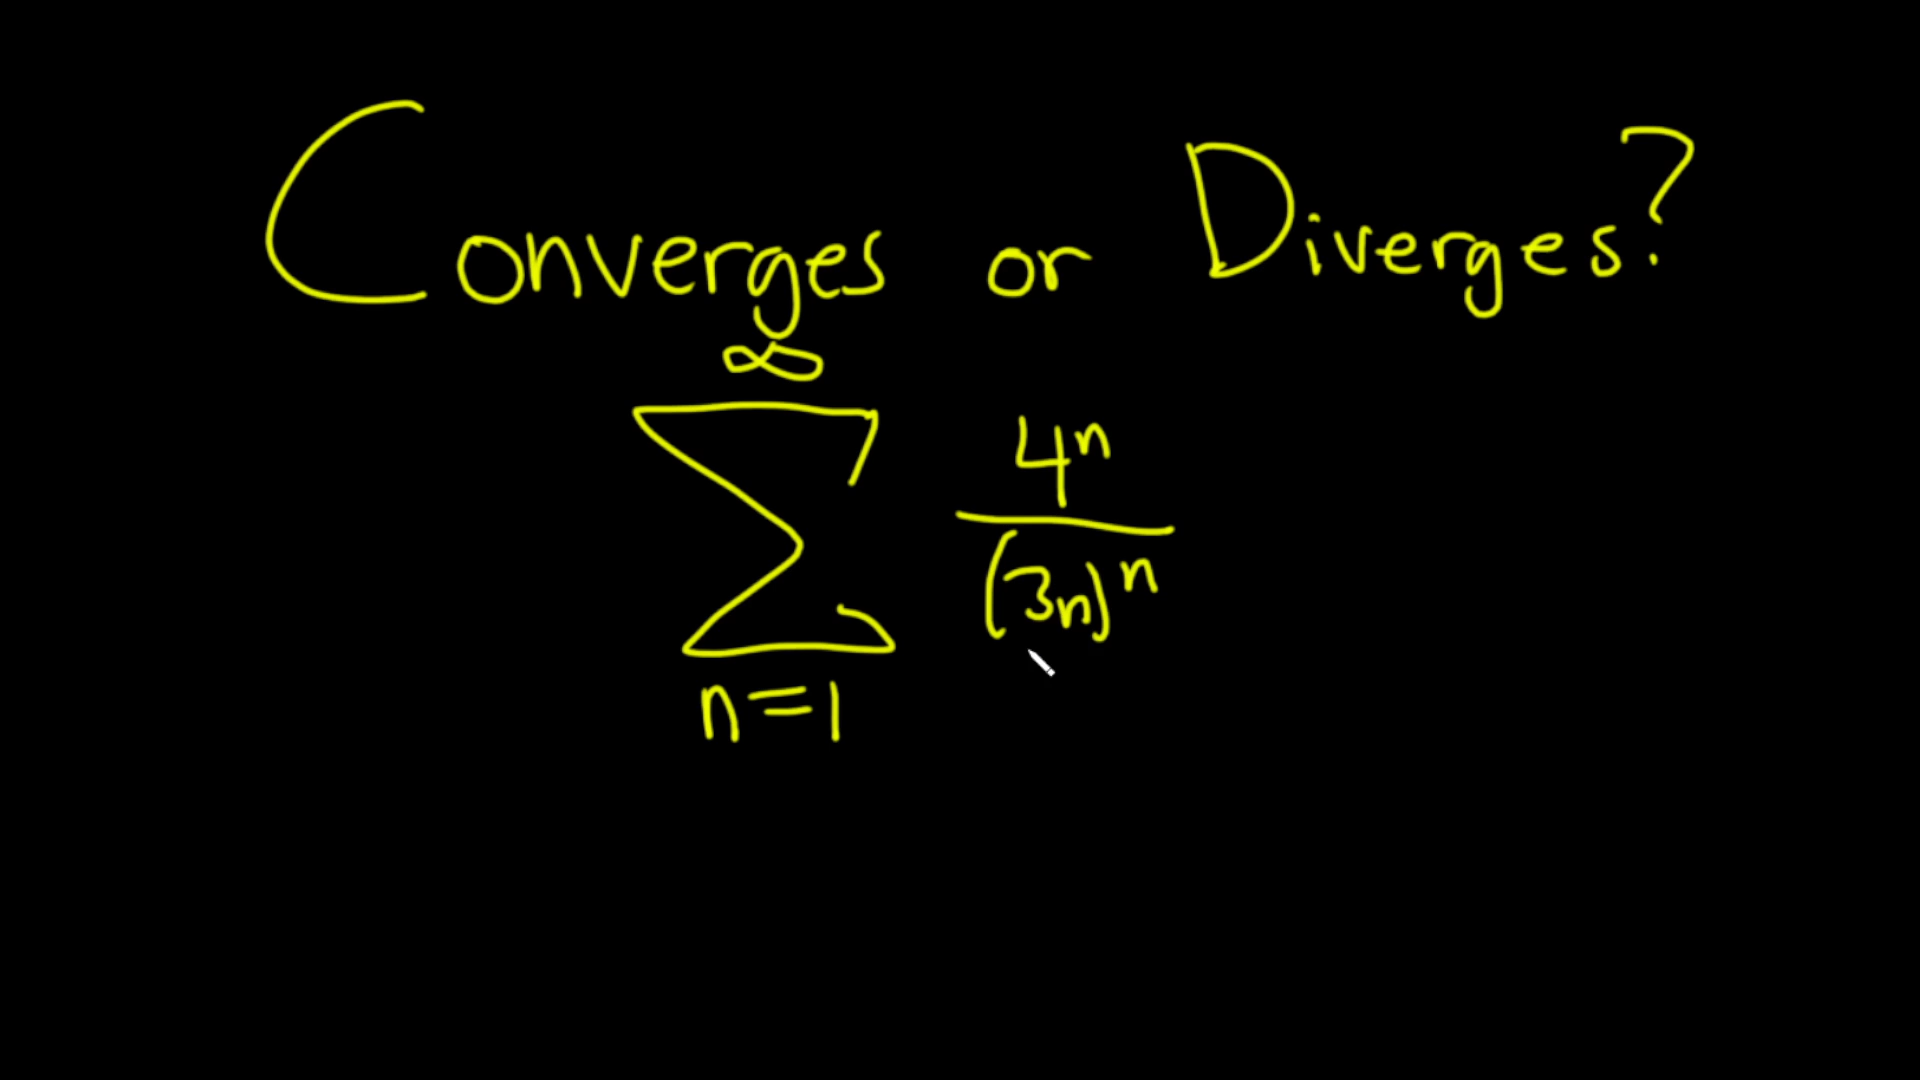 Converges or Diverges?
∞
∑ 4ⁿ/(3n)ⁿ
n=1